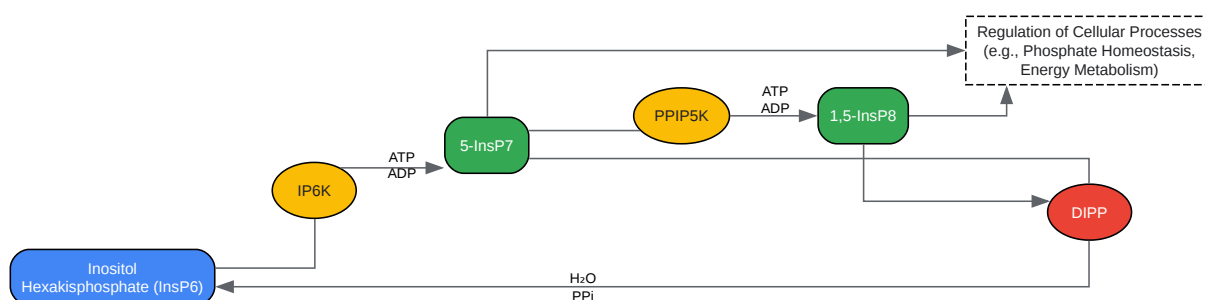 Regulation of Cellular Processes
(e.g., Phosphate Homeostasis,
Energy Metabolism)
ATP
ADP
PPIP5K
1,5-InsP8
5-InsP7
ATP
ADP
IP6K
DIPP
Inositol
Hexakisphosphate (InsP6)
H₂O
PPi